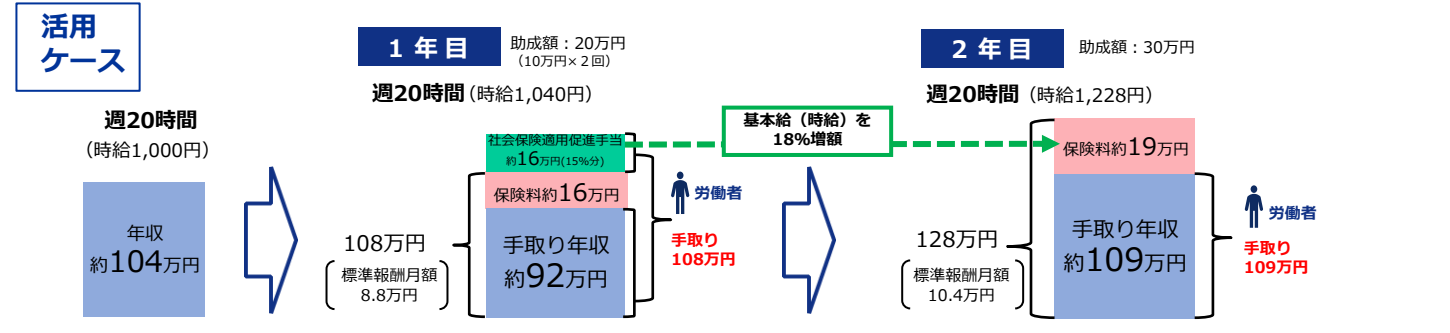 活用
ケース
週20時間
（時給1,000円）
年収
約104万円
１年目
助成額：20万円
（10万円×２回）
週20時間（時給1,040円）
社会保険適用促進手当
約16万円(15%分)
保険料約16万円
手取り年収
約92万円
108万円
標準報酬月額
8.8万円
労働者
手取り
108万円
基本給（時給）を
18%増額
２年目
助成額：30万円
週20時間（時給1,228円）
保険料約19万円
手取り年収
約109万円
128万円
標準報酬月額
10.4万円
労働者
手取り
109万円